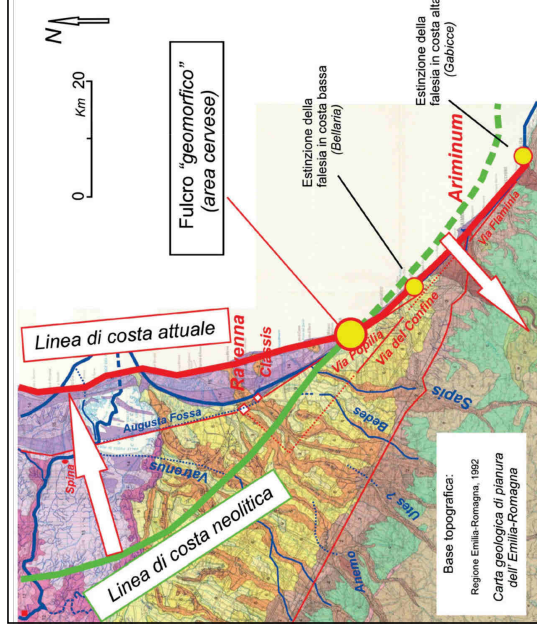 N
0 20
Km
Fulcro "geomorfico"
(area cervese)
Estinzione della
falesia in costa alta
(Gabicce)
Estinzione della
falesia in costa bassa
(Bellaria)
Linea di costa attuale
Ariminum
Via Flaminia
Ravenna
Classis
Via Popilia
Via del Confine
Augusta Fossa
Spina
Vatrenus
Sapis
Bedes
Utes ?
Anemo
Linea di costa neolitica
Base topografica:
Regione Emilia-Romagna, 1992
Carta geologica di planura
dell' Emilia-Romagna